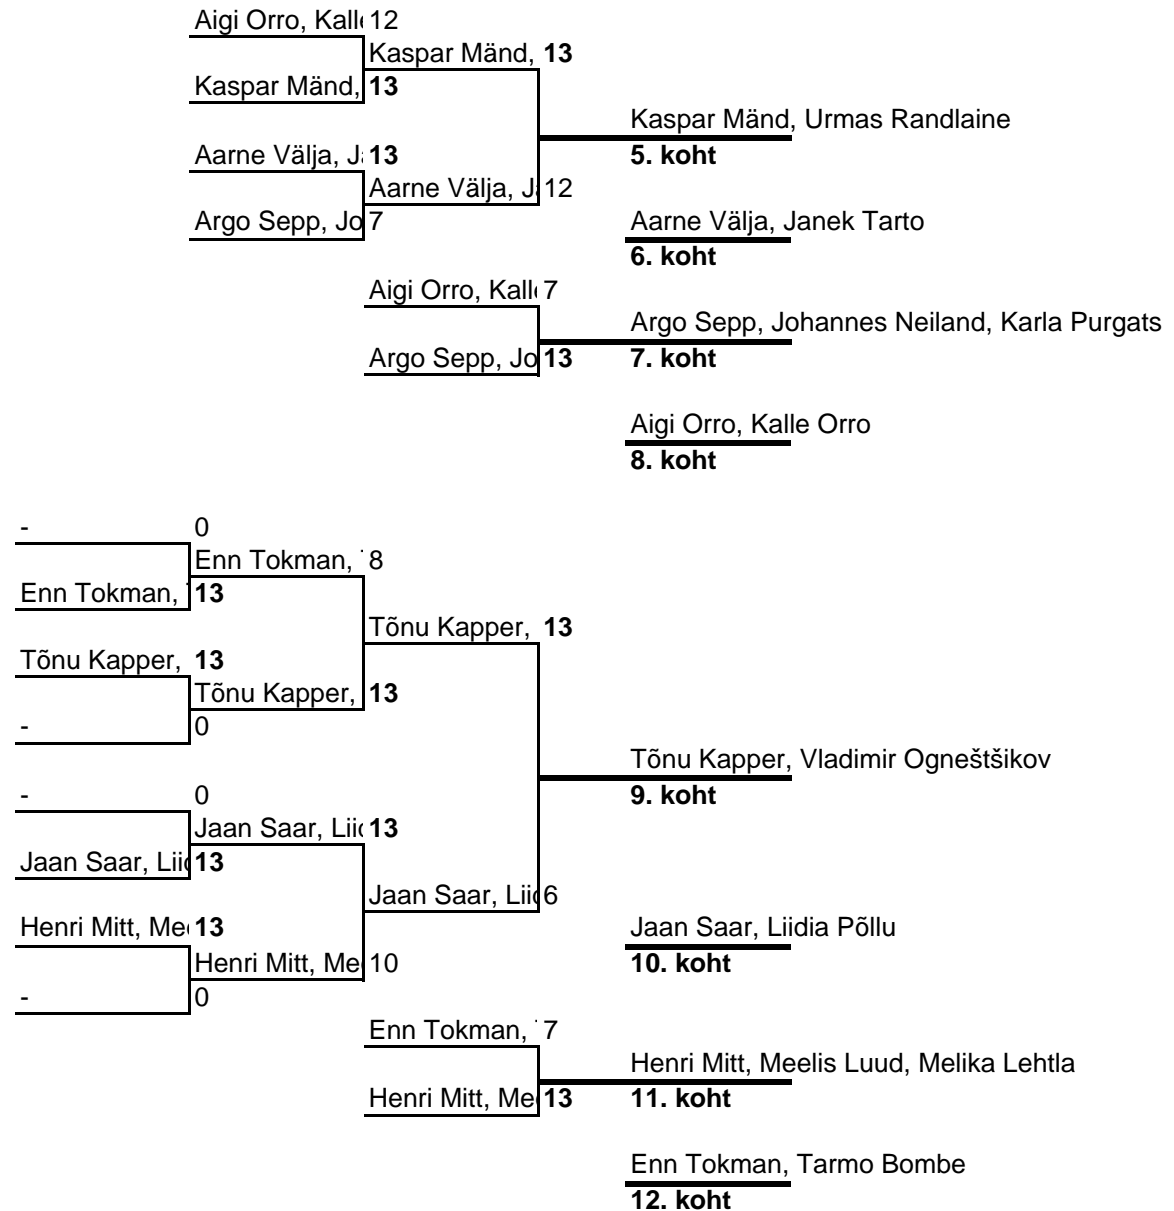 Aigi Orro, Kall 12
Kaspar Mänd, 13
Kaspar Mänd, 13
Kaspar Mänd, Urmas Randlaine
Aarne Välja, J 13
5. koht
Aarne Välja, J 12
Argo Sepp, Jo 7
Aarne Välja, Janek Tarto
6. koht
Aigi Orro, Kall 7
Argo Sepp, Johannes Neiland, Karla Purgats
Argo Sepp, Jo 13
7. koht
Aigi Orro, Kalle Orro
8. koht
- 0
Enn Tokman, 8
Enn Tokman, 13
Tõnu Kapper, 13
Tõnu Kapper, 13
Tõnu Kapper, 13
- 0
Tõnu Kapper, Vladimir Ogneštšikov
- 0
9. koht
Jaan Saar, Lii 13
Jaan Saar, Lii 13
Jaan Saar, Lii 6
Henri Mitt, Me 13
Jaan Saar, Liidia Põllu
Henri Mitt, Me 10
10. koht
- 0
Enn Tokman, 7
Henri Mitt, Meelis Luud, Melika Lehtla
Henri Mitt, Me 13
11. koht
Enn Tokman, Tarmo Bombe
12. koht